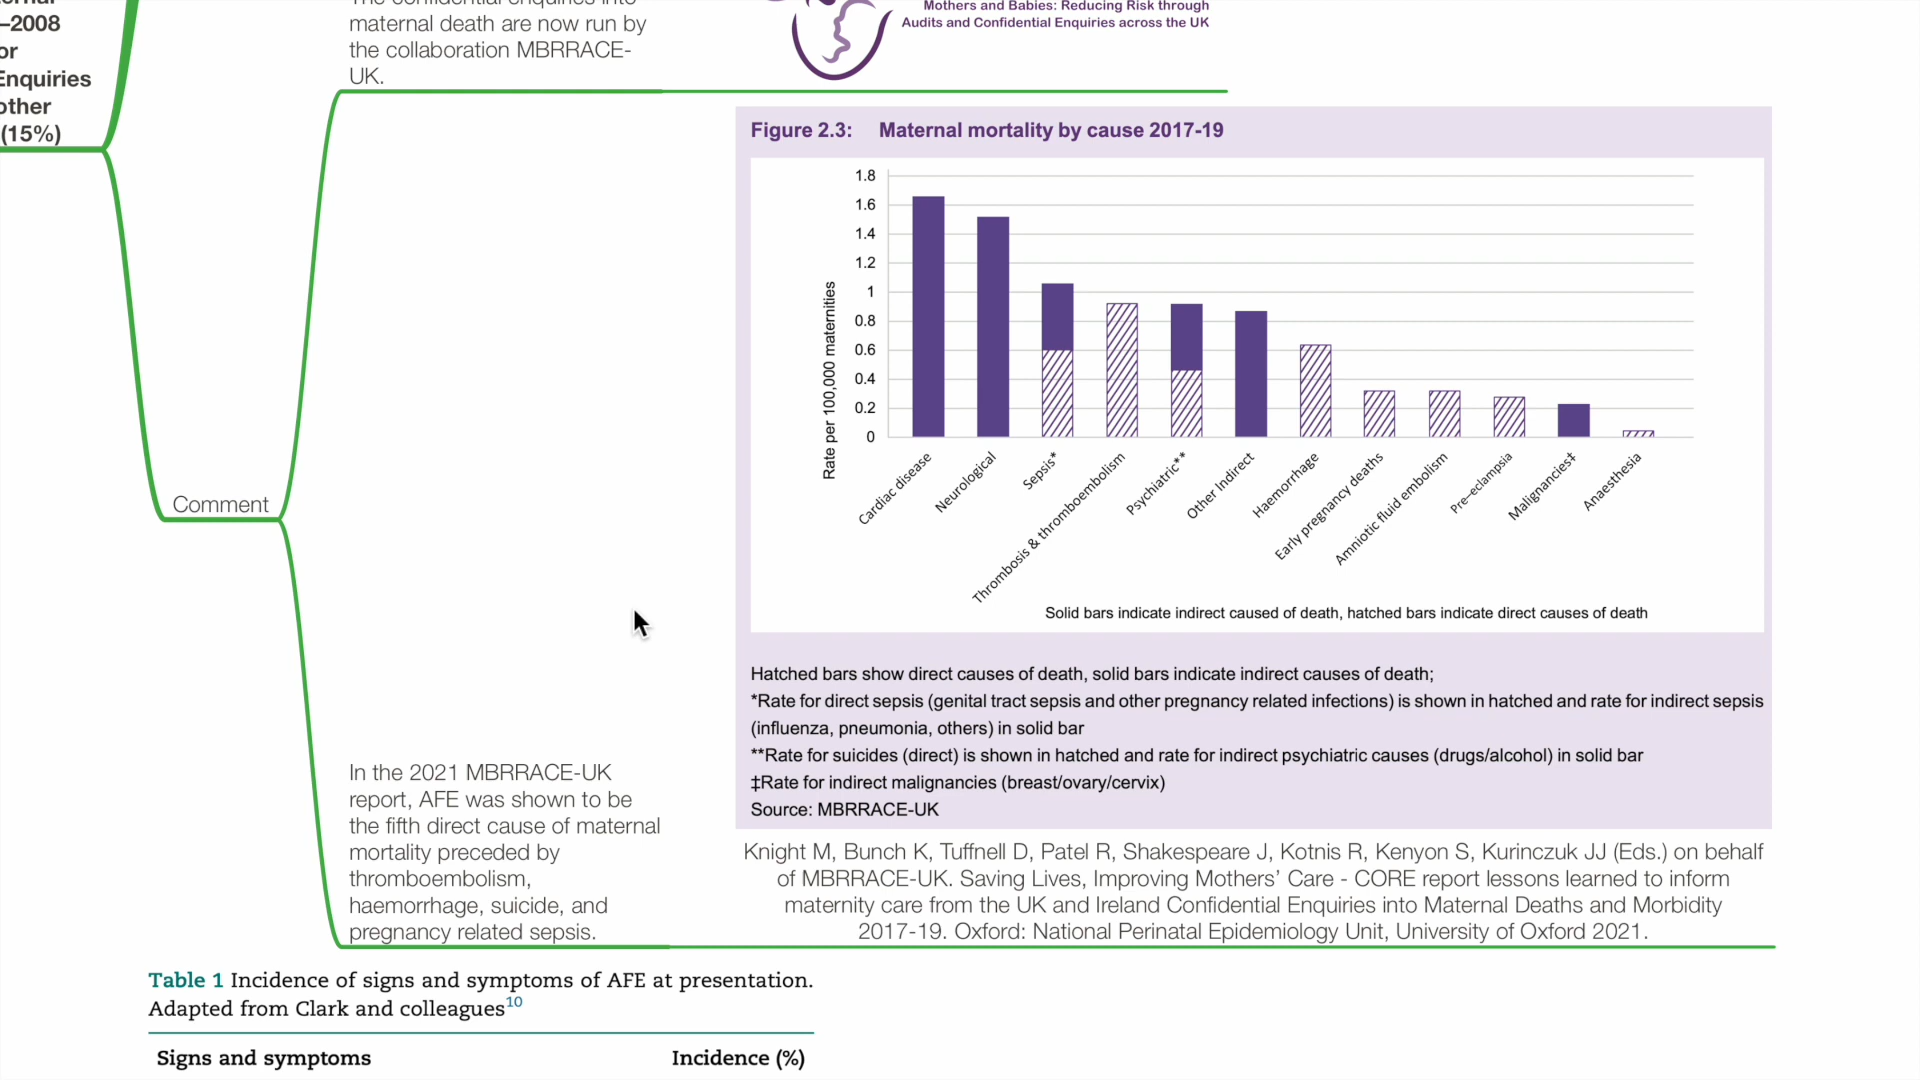 –2008
or
Enquiries
other
(15%)
The confidential enquiries into
maternal death are now run by
the collaboration MBRRACE-
UK.
Mothers and Babies: Reducing Risk through
Audits and Confidential Enquiries across the UK
Comment
Figure 2.3: Maternal mortality by cause 2017-19
Rate per 100,000 maternities
1.8
1.6
1.4
1.2
1
0.8
0.6
0.4
0.2
0
Cardiac disease
Neurological
Sepsis*
Thrombosis & thromboembolism
Psychiatric**
Other Indirect
Haemorrhage
Early pregnancy deaths
Amniotic fluid embolism
Pre-eclampsia
Malignancies‡
Anaesthesia
Solid bars indicate indirect caused of death, hatched bars indicate direct causes of death
Hatched bars show direct causes of death, solid bars indicate indirect causes of death;
*Rate for direct sepsis (genital tract sepsis and other pregnancy related infections) is shown in hatched and rate for indirect sepsis
(influenza, pneumonia, others) in solid bar
**Rate for suicides (direct) is shown in hatched and rate for indirect psychiatric causes (drugs/alcohol) in solid bar
‡Rate for indirect malignancies (breast/ovary/cervix)
Source: MBRRACE-UK
In the 2021 MBRRACE-UK
report, AFE was shown to be
the fifth direct cause of maternal
mortality preceded by
thromboembolism,
haemorrhage, suicide, and
pregnancy related sepsis.
Knight M, Bunch K, Tuffnell D, Patel R, Shakespeare J, Kotnis R, Kenyon S, Kurinczuk JJ (Eds.) on behalf
of MBRRACE-UK. Saving Lives, Improving Mothers’ Care - CORE report lessons learned to inform
maternity care from the UK and Ireland Confidential Enquiries into Maternal Deaths and Morbidity
2017-19. Oxford: National Perinatal Epidemiology Unit, University of Oxford 2021.
Table 1 Incidence of signs and symptoms of AFE at presentation.
Adapted from Clark and colleagues10
Signs and symptoms Incidence (%)